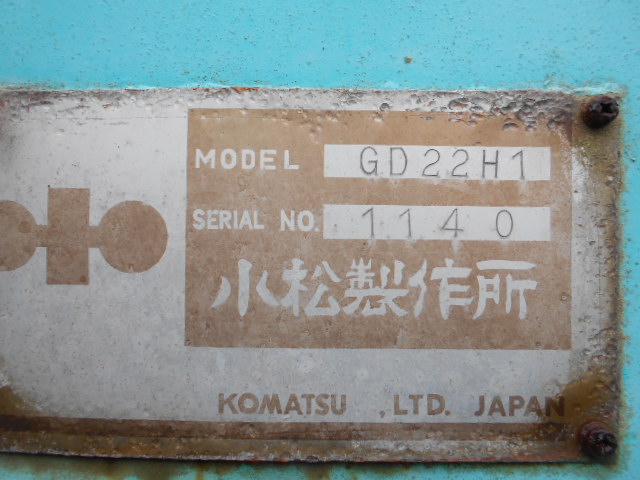 MODEL GD22H1
SERIAL NO. 1140
小松製作所
KOMATSU ,LTD. JAPAN